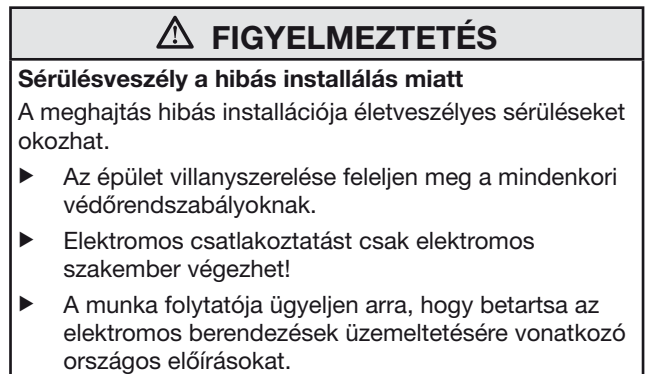 ⚠ FIGYELMEZTETÉS
Sérülésveszély a hibás installálás miatt
A meghajtás hibás installációja életveszélyes sérüléseket
okozhat.
▶ Az épület villanyszerelése feleljen meg a mindenkori
védőrendszabályoknak.
▶ Elektromos csatlakoztatást csak elektromos
szakember végezhet!
▶ A munka folytatója ügyeljen arra, hogy betartsa az
elektromos berendezések üzemeltetésére vonatkozó
országos előírásokat.